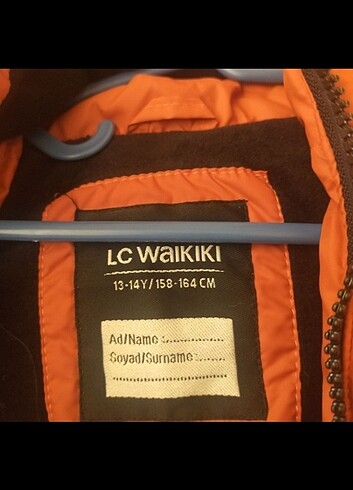 LC WAIKIKI
13-14Y/158-164 CM
Ad/Name :..............
Soyad/Surname :........
..............................